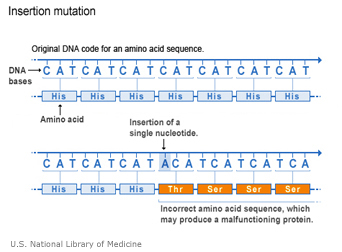 Insertion mutation
Original DNA code for an amino acid sequence.
DNA bases
C A T C A T C A T C A T C A T C A T C A T
His His His His His His His
Amino acid
Insertion of a single nucleotide.
C A T C A T C A T A C A T C A T C A T C A
His His His Thr Ser Ser Ser
Incorrect amino acid sequence, which
may produce a malfunctioning protein.
U.S. National Library of Medicine